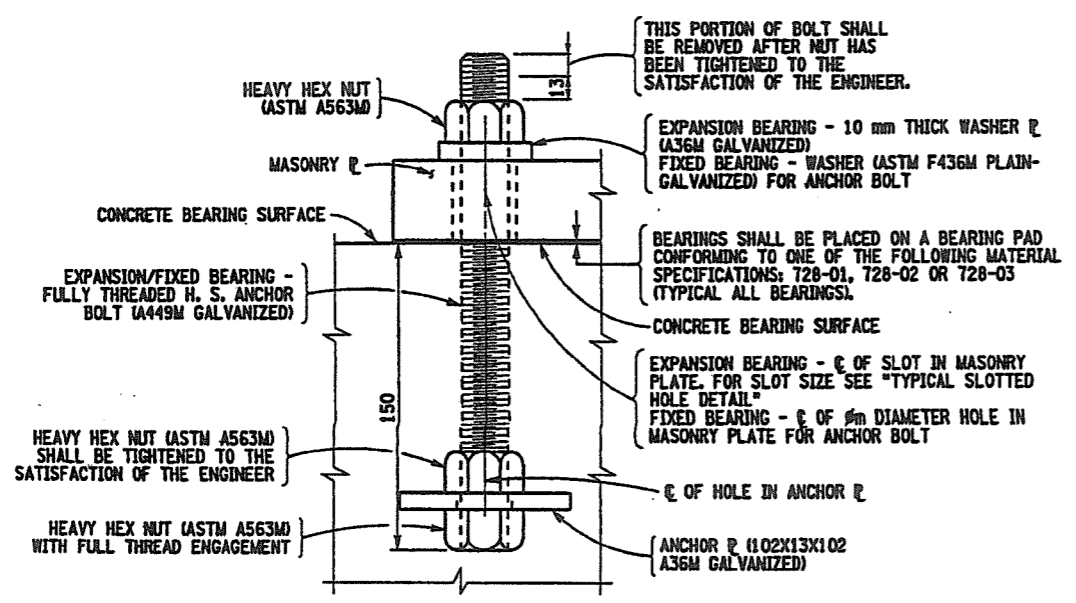 THIS PORTION OF BOLT SHALL
BE REMOVED AFTER NUT HAS
BEEN TIGHTENED TO THE
SATISFACTION OF THE ENGINEER.
13
HEAVY HEX NUT
(ASTM A563M)
EXPANSION BEARING - 10 mm THICK WASHER ℄
(A36M GALVANIZED)
FIXED BEARING - WASHER (ASTM F436M PLAIN-
GALVANIZED) FOR ANCHOR BOLT
MASONRY ⅊
CONCRETE BEARING SURFACE
BEARINGS SHALL BE PLACED ON A BEARING PAD
CONFORMING TO ONE OF THE FOLLOWING MATERIAL
SPECIFICATIONS: 728-01, 728-02 OR 728-03
(TYPICAL ALL BEARINGS).
EXPANSION/FIXED BEARING -
FULLY THREADED H. S. ANCHOR
BOLT (A449M GALVANIZED)
CONCRETE BEARING SURFACE
150
EXPANSION BEARING - ℄ OF SLOT IN MASONRY
PLATE. FOR SLOT SIZE SEE "TYPICAL SLOTTED
HOLE DETAIL"
FIXED BEARING - ℄ OF DIAMETER HOLE IN
MASONRY PLATE FOR ANCHOR BOLT
HEAVY HEX NUT (ASTM A563M)
SHALL BE TIGHTENED TO THE
SATISFACTION OF THE ENGINEER
℄ OF HOLE IN ANCHOR ⅊
HEAVY HEX NUT (ASTM A563M)
WITH FULL THREAD ENGAGEMENT
ANCHOR ⅊ (102X13X102
A36M GALVANIZED)